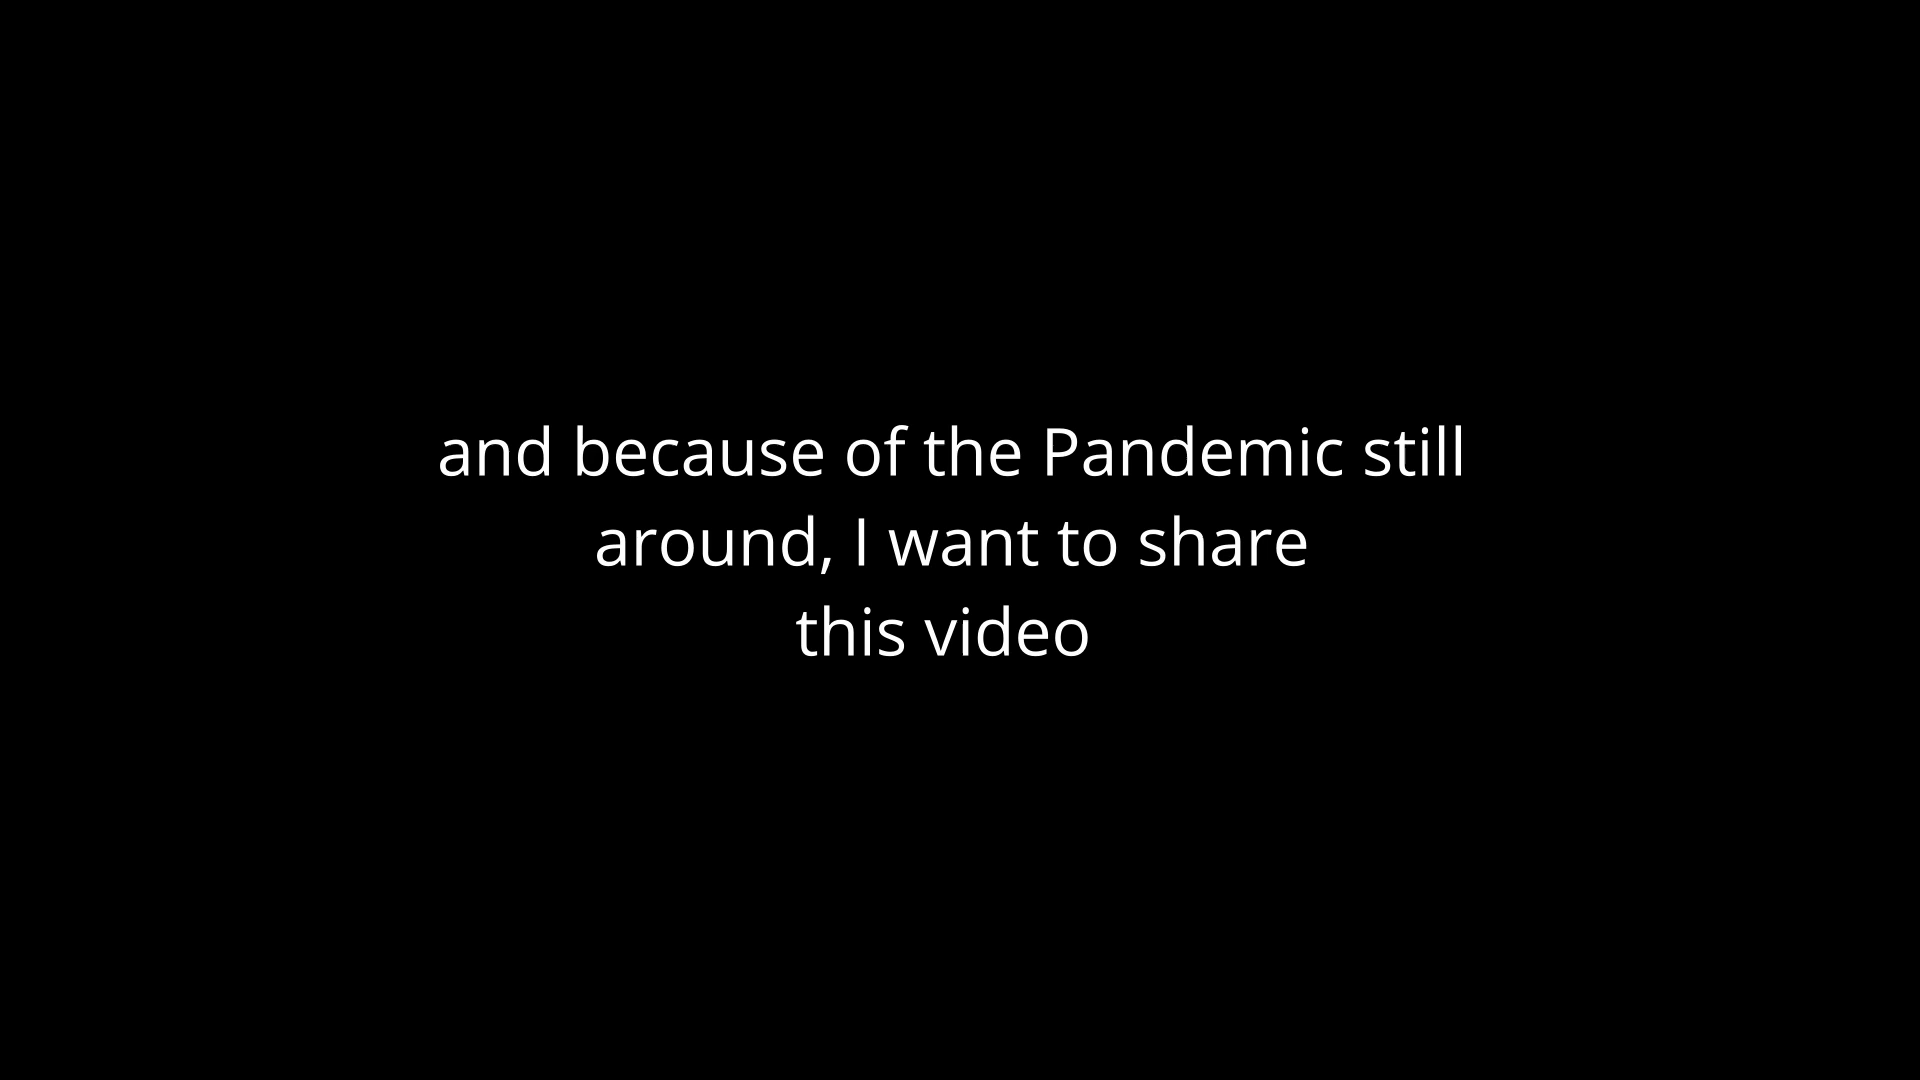 and because of the Pandemic still
around, I want to share
this video